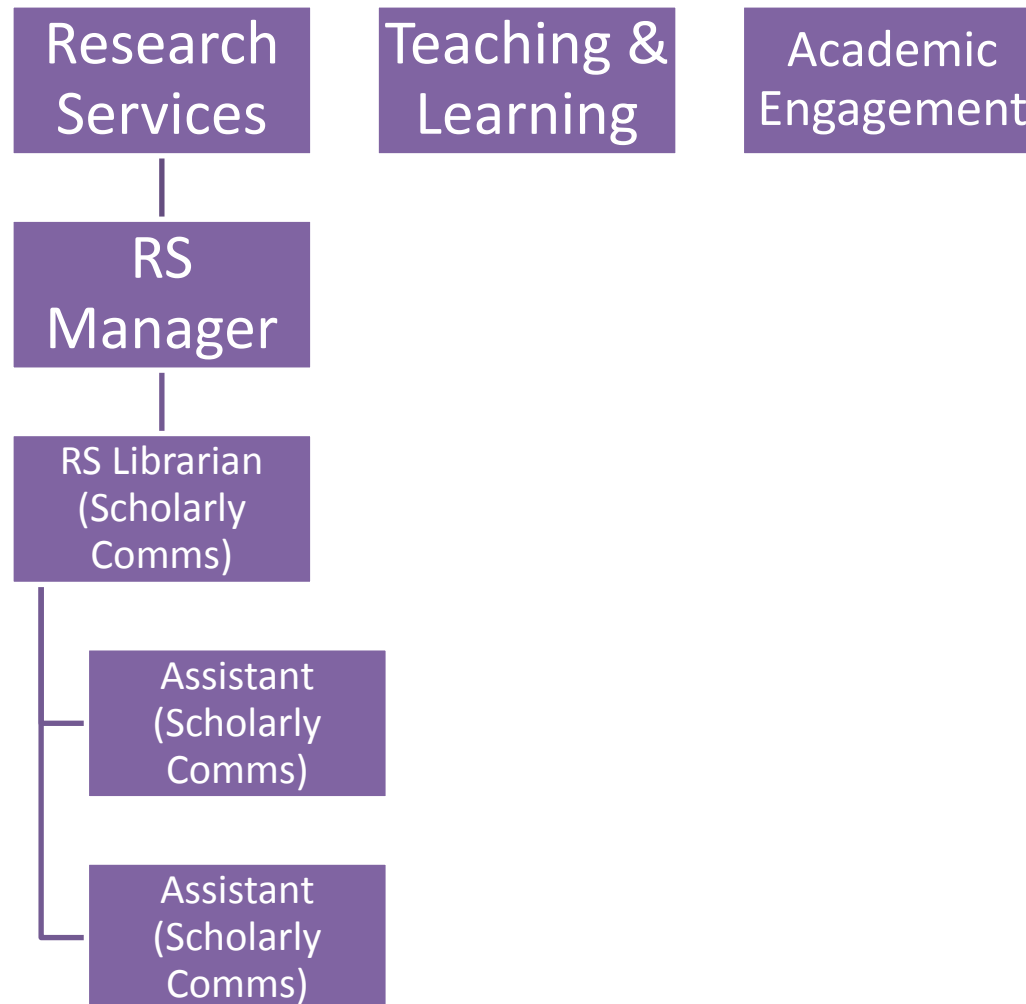 Research
Services
Teaching &
Learning
Academic
Engagement
RS
Manager
RS Librarian
(Scholarly
Comms)
Assistant
(Scholarly
Comms)
Assistant
(Scholarly
Comms)